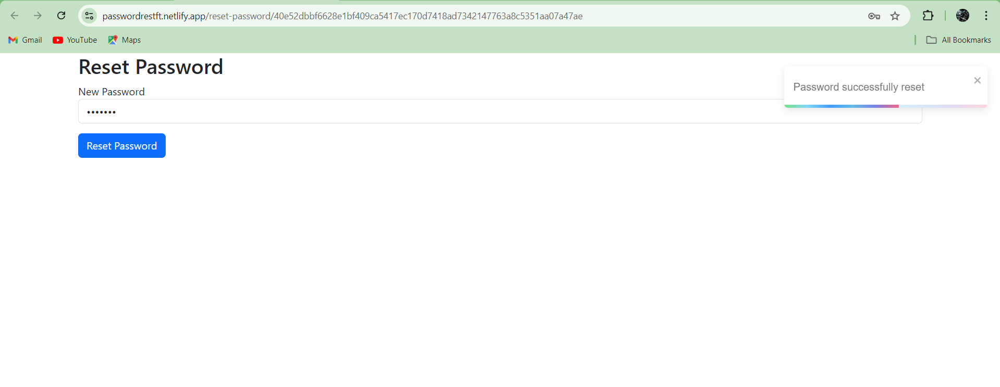 passwordrestft.netlify.app/reset-password/40e52dbbf6628e1bf409ca5417ec170d7418ad7342147763a8c5351aa07a47ae
Gmail YouTube Maps All Bookmarks
Reset Password
Password successfully reset
New Password
•••••••
Reset Password